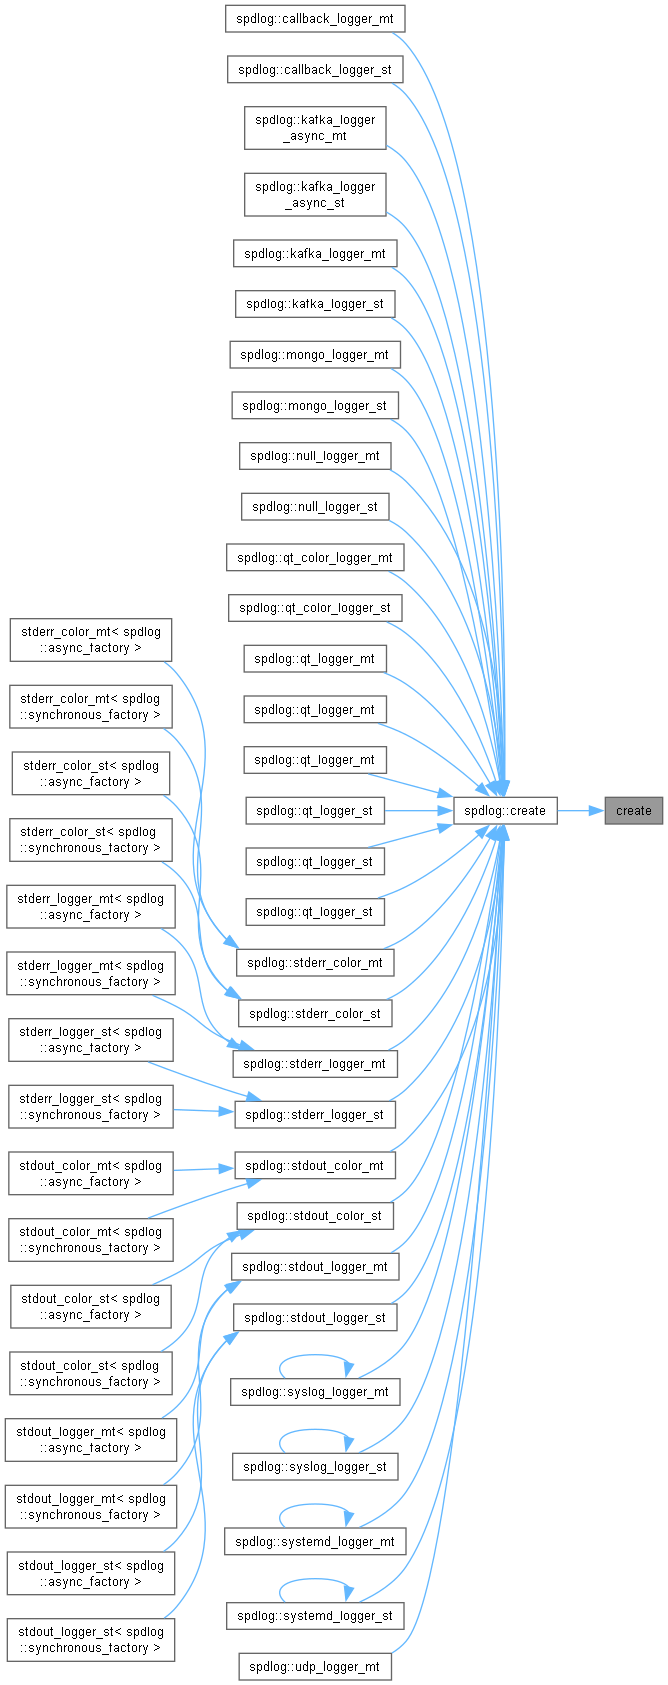 spdlog::callback_logger_mt
spdlog::callback_logger_st
spdlog::kafka_logger
_async_mt
spdlog::kafka_logger
_async_st
spdlog::kafka_logger_mt
spdlog::kafka_logger_st
spdlog::mongo_logger_mt
spdlog::mongo_logger_st
spdlog::null_logger_mt
spdlog::null_logger_st
spdlog::qt_color_logger_mt
spdlog::qt_color_logger_st
spdlog::qt_logger_mt
spdlog::qt_logger_mt
spdlog::qt_logger_mt
spdlog::qt_logger_st
spdlog::qt_logger_st
spdlog::qt_logger_st
spdlog::stderr_color_mt
spdlog::stderr_color_st
spdlog::stderr_logger_mt
spdlog::stderr_logger_st
spdlog::stdout_color_mt
spdlog::stdout_color_st
spdlog::stdout_logger_mt
spdlog::stdout_logger_st
spdlog::syslog_logger_mt
spdlog::syslog_logger_st
spdlog::systemd_logger_mt
spdlog::systemd_logger_st
spdlog::udp_logger_mt
stderr_color_mt< spdlog
::async_factory >
stderr_color_mt< spdlog
::synchronous_factory >
stderr_color_st< spdlog
::async_factory >
stderr_color_st< spdlog
::synchronous_factory >
stderr_logger_mt< spdlog
::async_factory >
stderr_logger_mt< spdlog
::synchronous_factory >
stderr_logger_st< spdlog
::async_factory >
stderr_logger_st< spdlog
::synchronous_factory >
stdout_color_mt< spdlog
::async_factory >
stdout_color_mt< spdlog
::synchronous_factory >
stdout_color_st< spdlog
::async_factory >
stdout_color_st< spdlog
::synchronous_factory >
stdout_logger_mt< spdlog
::async_factory >
stdout_logger_mt< spdlog
::synchronous_factory >
stdout_logger_st< spdlog
::async_factory >
stdout_logger_st< spdlog
::synchronous_factory >
spdlog::create
create